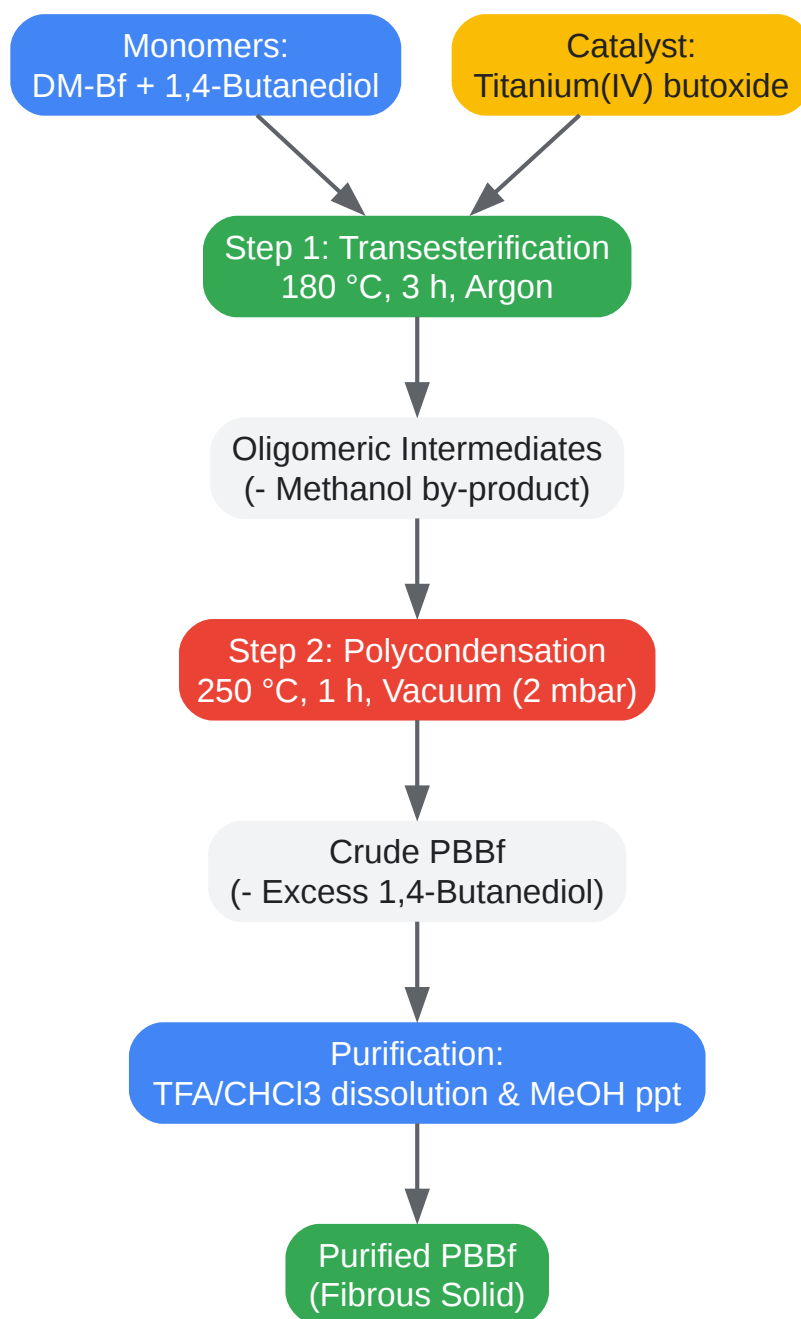 Monomers:
DM-Bf + 1,4-Butanediol
Catalyst:
Titanium(IV) butoxide
Step 1: Transesterification
180 °C, 3 h, Argon
Oligomeric Intermediates
(- Methanol by-product)
Step 2: Polycondensation
250 °C, 1 h, Vacuum (2 mbar)
Crude PBBf
(- Excess 1,4-Butanediol)
Purification:
TFA/CHCl3 dissolution & MeOH ppt
Purified PBBf
(Fibrous Solid)